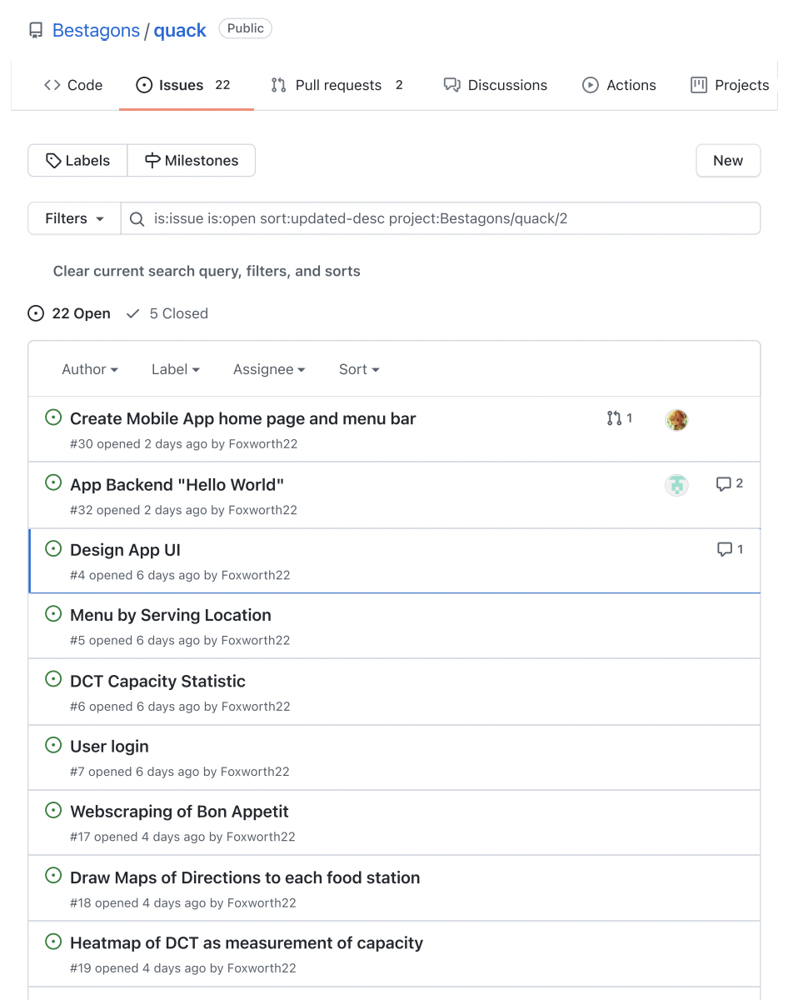 Bestagons / quack Public
Code Issues 22 Pull requests 2 Discussions Actions Projects
Labels Milestones New
Filters is:issue is:open sort:updated-desc project:Bestagons/quack/2
Clear current search query, filters, and sorts
22 Open 5 Closed
Author Label Assignee Sort
Create Mobile App home page and menu bar 1
#30 opened 2 days ago by Foxworth22
App Backend "Hello World" 2
#32 opened 2 days ago by Foxworth22
Design App UI 1
#4 opened 6 days ago by Foxworth22
Menu by Serving Location
#5 opened 6 days ago by Foxworth22
DCT Capacity Statistic
#6 opened 6 days ago by Foxworth22
User login
#7 opened 6 days ago by Foxworth22
Webscraping of Bon Appetit
#17 opened 4 days ago by Foxworth22
Draw Maps of Directions to each food station
#18 opened 4 days ago by Foxworth22
Heatmap of DCT as measurement of capacity
#19 opened 4 days ago by Foxworth22